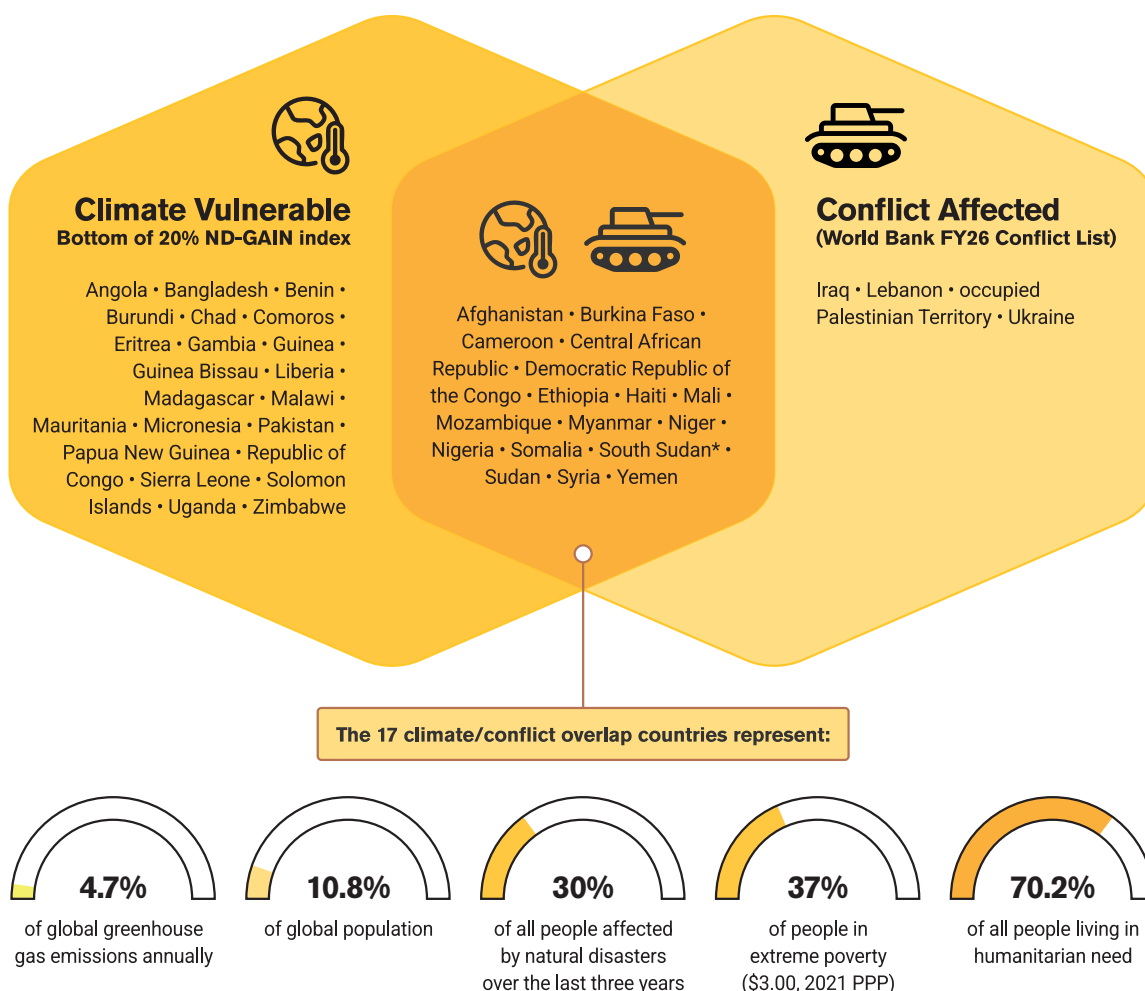 Climate Vulnerable
Bottom of 20% ND-GAIN index
Angola • Bangladesh • Benin •
Burundi • Chad • Comoros •
Eritrea • Gambia • Guinea •
Guinea Bissau • Liberia •
Madagascar • Malawi •
Mauritania • Micronesia • Pakistan •
Papua New Guinea • Republic of
Congo • Sierra Leone • Solomon
Islands • Uganda • Zimbabwe
Afghanistan • Burkina Faso •
Cameroon • Central African
Republic • Democratic Republic of
the Congo • Ethiopia • Haiti • Mali •
Mozambique • Myanmar • Niger •
Nigeria • Somalia • South Sudan* •
Sudan • Syria • Yemen
Conflict Affected
(World Bank FY26 Conflict List)
Iraq • Lebanon • occupied
Palestinian Territory • Ukraine
The 17 climate/conflict overlap countries represent:
4.7%
of global greenhouse
gas emissions annually
10.8%
of global population
30%
of all people affected
by natural disasters
over the last three years
37%
of people in
extreme poverty
($3.00, 2021 PPP)
70.2%
of all people living in
humanitarian need